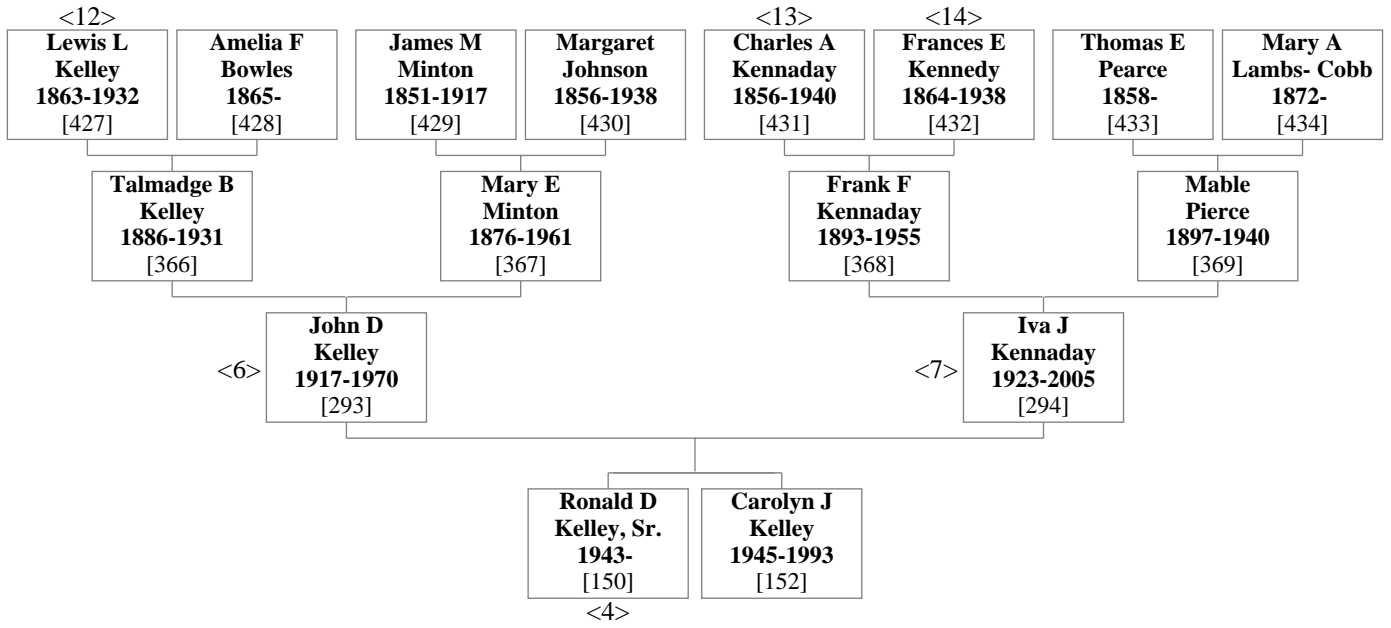 <12>
<13>
<14>
Lewis L
Kelley
1863-1932
[427]
Amelia F
Bowles
1865-
[428]
James M
Minton
1851-1917
[429]
Margaret
Johnson
1856-1938
[430]
Charles A
Kennaday
1856-1940
[431]
Frances E
Kennedy
1864-1938
[432]
Thomas E
Pearce
1858-
[433]
Mary A
Lambs- Cobb
1872-
[434]
Talmadge B
Kelley
1886-1931
[366]
Mary E
Minton
1876-1961
[367]
Frank F
Kennaday
1893-1955
[368]
Mable
Pierce
1897-1940
[369]
<6>
John D
Kelley
1917-1970
[293]
<7>
Iva J
Kennaday
1923-2005
[294]
Ronald D
Kelley, Sr.
1943-
[150]
Carolyn J
Kelley
1945-1993
[152]
<4>